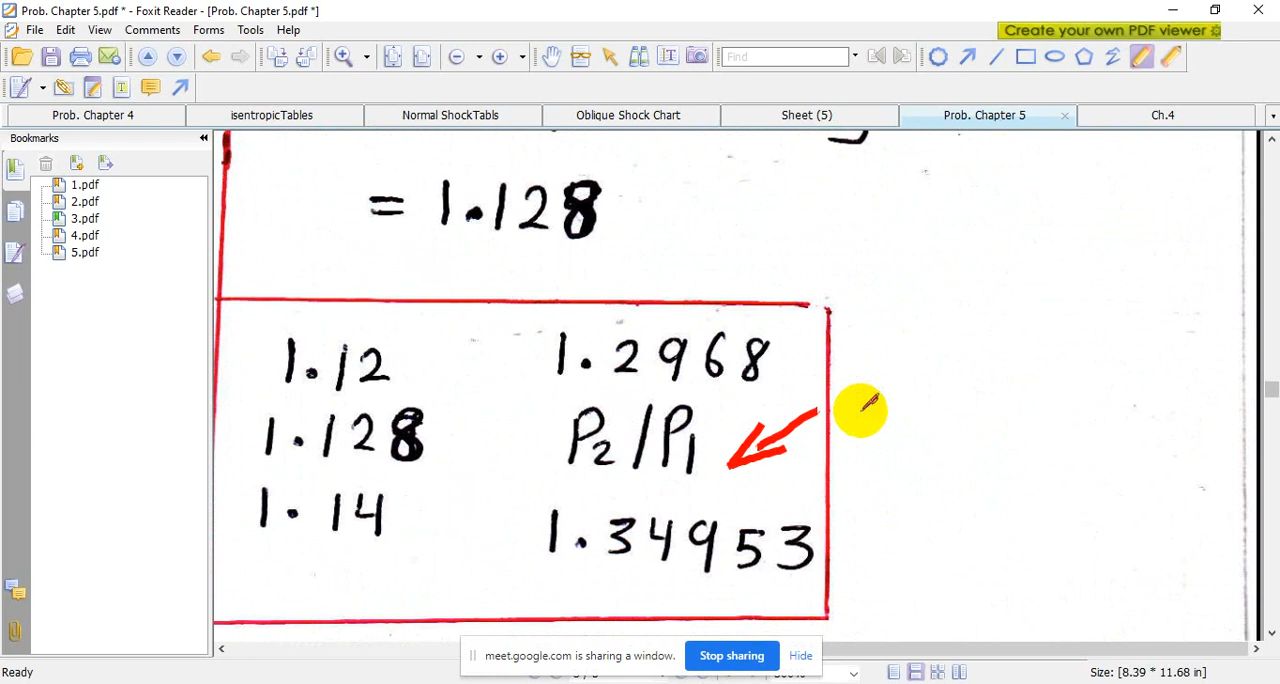 Prob. Chapter 5.pdf * - Foxit Reader - [Prob. Chapter 5.pdf *]
File Edit View Comments Forms Tools Help
Create your own PDF viewer
Find
Prob. Chapter 4 isentropicTables Normal ShockTabls Oblique Shock Chart Sheet (5) Prob. Chapter 5 Ch.4
Bookmarks
1.pdf
2.pdf
3.pdf
4.pdf
5.pdf
= 1.128
1.12 1.2968
1.128 P2/P1
1.14 1.34953
meet.google.com is sharing a window. Stop sharing Hide
Ready Size: [8.39 * 11.68 in]